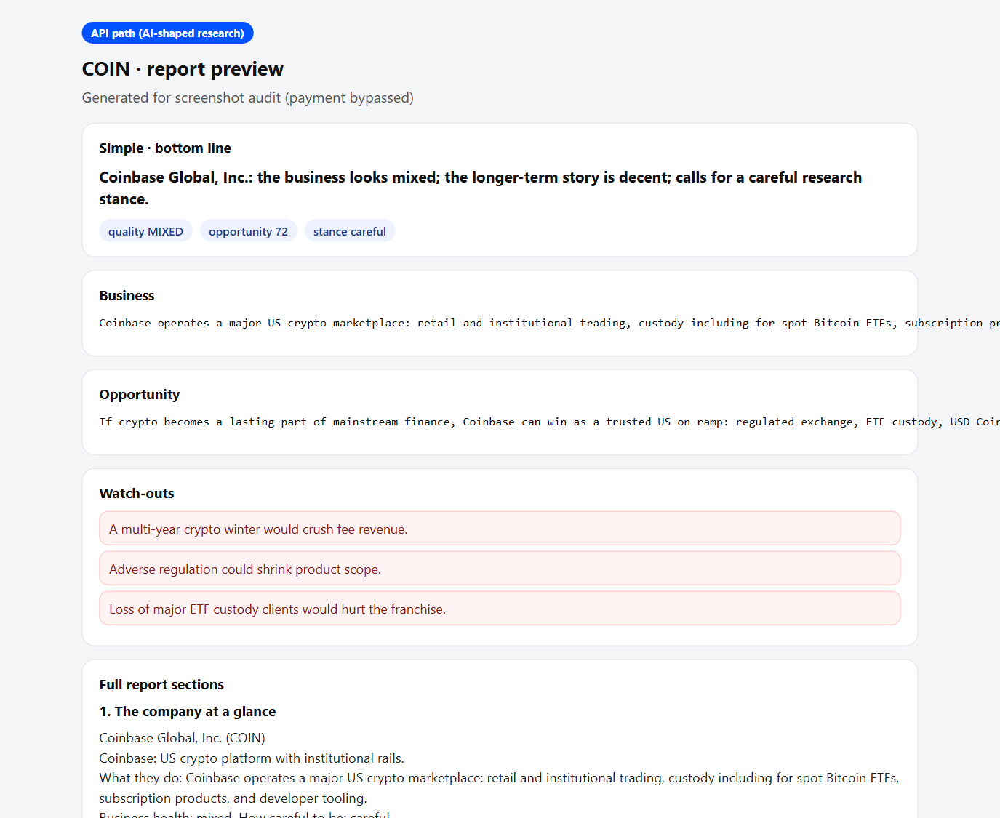 API path (AI-shaped research)
COIN · report preview
Generated for screenshot audit (payment bypassed)
Simple · bottom line
Coinbase Global, Inc.: the business looks mixed; the longer-term story is decent; calls for a careful research
stance.
quality MIXED
opportunity 72
stance careful
Business
Coinbase operates a major US crypto marketplace: retail and institutional trading, custody including for spot Bitcoin ETFs, subscription
Opportunity
If crypto becomes a lasting part of mainstream finance, Coinbase can win as a trusted US on-ramp: regulated exchange, ETF custody, USD
Watch-outs
A multi-year crypto winter would crush fee revenue.
Adverse regulation could shrink product scope.
Loss of major ETF custody clients would hurt the franchise.
Full report sections
1. The company at a glance
Coinbase Global, Inc. (COIN)
Coinbase: US crypto platform with institutional rails.
What they do: Coinbase operates a major US crypto marketplace: retail and institutional trading, custody including for spot Bitcoin ETFs,
subscription products, and developer tooling.
Business health: mixed. How careful to be: careful